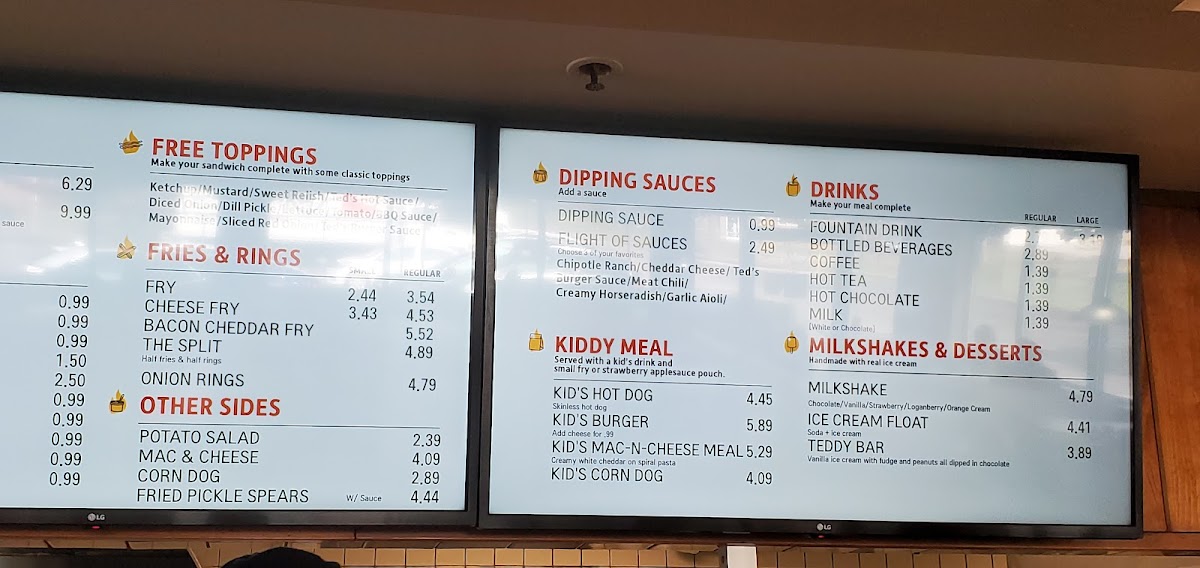 6.29
9.99
sauce
0.99
0.99
0.99
1.50
2.50
0.99
0.99
0.99
0.99
0.99
FREE TOPPINGS
Make your sandwich complete with some classic toppings
Ketchup/Mustard/Sweet Relish/Ted's Hot Sauce/
Diced Onion/Dill Pickle/Lettuce/Tomato/BBQ Sauce/
Mayonnaise/Sliced Red Onion/ Sauce
FRIES & RINGS
SMALL REGULAR
FRY 2.44 3.54
CHEESE FRY 3.43 4.53
BACON CHEDDAR FRY 5.52
THE SPLIT 4.89
Half fries & half rings
ONION RINGS 4.79
OTHER SIDES
POTATO SALAD 2.39
MAC & CHEESE 4.09
CORN DOG 2.89
FRIED PICKLE SPEARS W/ Sauce 4.44
LG
DIPPING SAUCES
Add a sauce
DIPPING SAUCE 0.99
FLIGHT OF SAUCES 2.49
Choose 3 of your favorites
Chipotle Ranch/Cheddar Cheese/ Ted's
Burger Sauce/Meat Chili/
Creamy Horseradish/Garlic Aioli/
KIDDY MEAL
Served with a kid's drink and
small fry or strawberry applesauce pouch.
KID'S HOT DOG 4.45
Skinless hot dog
KID'S BURGER 5.89
Add cheese for .99
KID'S MAC-N-CHEESE MEAL 5.29
Creamy white cheddar on spiral pasta
KID'S CORN DOG 4.09
DRINKS
Make your meal complete
REGULAR LARGE
FOUNTAIN DRINK
BOTTLED BEVERAGES 2.89
COFFEE 1.39
HOT TEA 1.39
HOT CHOCOLATE 1.39
MILK 1.39
[White or Chocolate]
MILKSHAKES & DESSERTS
Handmade with real ice cream
MILKSHAKE 4.79
Chocolate/Vanilla/Strawberry/Loganberry/Orange Cream
ICE CREAM FLOAT 4.41
Soda + ice cream
TEDDY BAR 3.89
Vanilla ice cream with fudge and peanuts all dipped in chocolate
LG